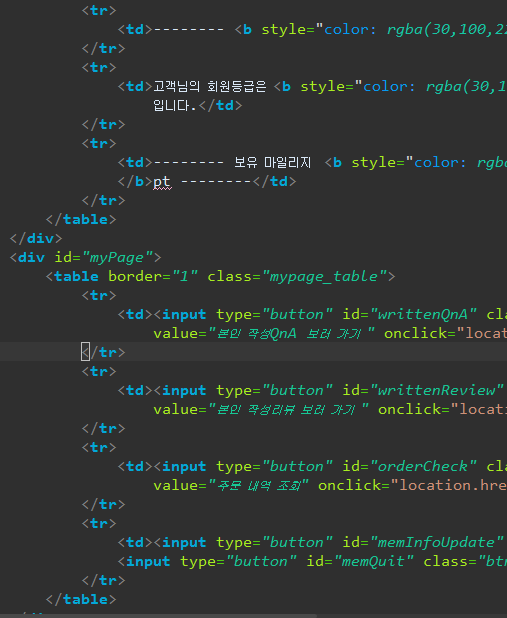 <tr>
<td>-------- <b style="color: rgba(30,100,22
</tr>
<tr>
<td>고객님의 회원등급은 <b style="color: rgba(30,1
입니다.</td>
</tr>
<tr>
<td>-------- 보유 마일리지 <b style="color: rgb
</b>pt --------</td>
</tr>
</table>
</div>
<div id="myPage">
<table border="1" class="mypage_table">
<tr>
<td><input type="button" id="writtenQnA" cla
value="본인 작성QnA 보러 가기 " onclick="locat
</tr>
<tr>
<td><input type="button" id="writtenReview"
value="본인 작성리뷰 보러 가기 " onclick="locati
</tr>
<tr>
<td><input type="button" id="orderCheck" cla
value="주문 내역 조회" onclick="location.hre
</tr>
<tr>
<td><input type="button" id="memInfoUpdate"
<input type="button" id="memQuit" class="btn
</tr>
</table>